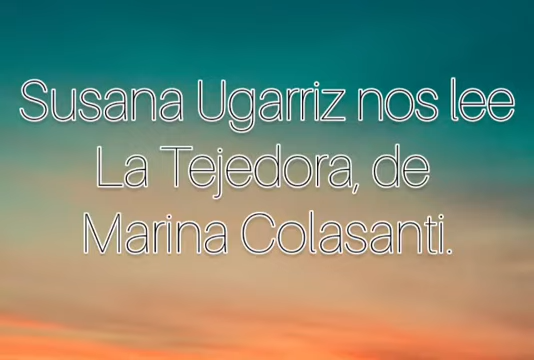 Susana Ugarriz nos lee
La Tejedora, de
Marina Colasanti.